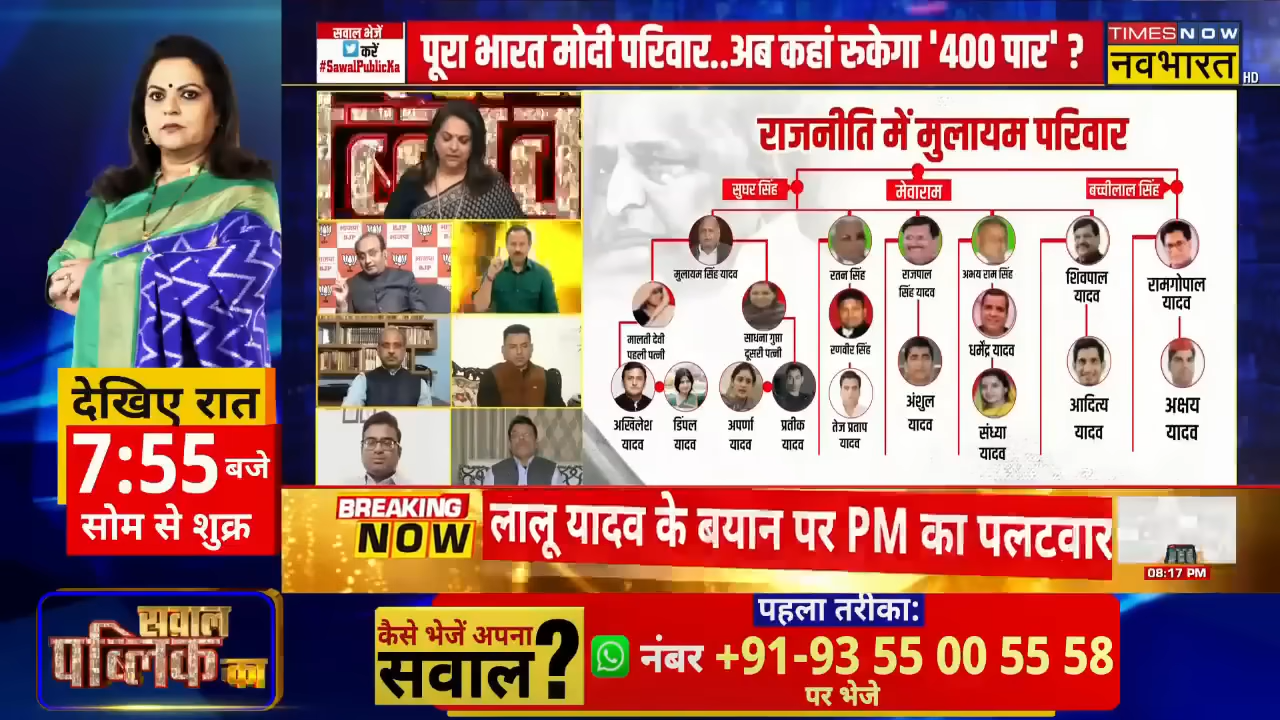 सवाल भेजें
करें
#SawalPublicKa
पूरा भारत मोदी परिवार..अब कहां रुकेगा '400 पार' ?
TIMES NOW
नवभारत
HD
राजनीति में मुलायम परिवार
सुघर सिंह
मेवाराम
बच्चीलाल सिंह
मुलायम सिंह यादव
रतन सिंह
राजपाल
सिंह यादव
अभय राम सिंह
शिवपाल
यादव
रामगोपाल
यादव
मालती देवी
पहली पत्नी
साधना गुप्ता
दूसरी पत्नी
रणवीर सिंह
धर्मेंद्र यादव
अखिलेश
यादव
डिंपल
यादव
अपर्णा
यादव
प्रतीक
यादव
तेज प्रताप
यादव
अंशुल
यादव
संध्या
यादव
आदित्य
यादव
अक्षय
यादव
भाजपा
BJP
देखिए रात
7:55 बजे
सोम से शुक्र
BREAKING
NOW
लालू यादव के बयान पर PM का पलटवार
08:17 PM
सवाल
पब्लिक का
कैसे भेजें अपना
सवाल?
पहला तरीका:
नंबर +91-93 55 00 55 58
पर भेजे